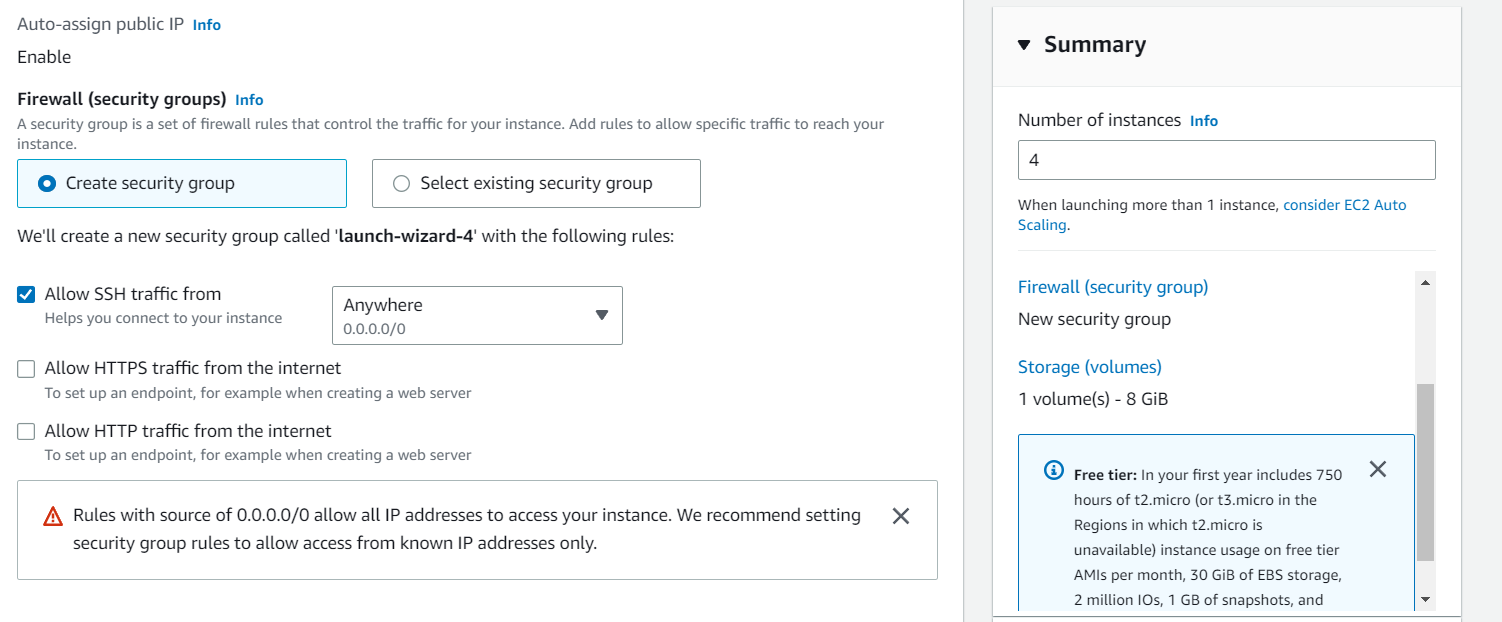 Auto-assign public IP Info
Enable
Firewall (security groups) Info
A security group is a set of firewall rules that control the traffic for your instance. Add rules to allow specific traffic to reach your
instance.
Create security group
Select existing security group
We'll create a new security group called 'launch-wizard-4' with the following rules:
Allow SSH traffic from
Helps you connect to your instance
Anywhere
0.0.0.0/0
Allow HTTPS traffic from the internet
To set up an endpoint, for example when creating a web server
Allow HTTP traffic from the internet
To set up an endpoint, for example when creating a web server
Rules with source of 0.0.0.0/0 allow all IP addresses to access your instance. We recommend setting
security group rules to allow access from known IP addresses only.
Summary
Number of instances Info
4
When launching more than 1 instance, consider EC2 Auto
Scaling.
Firewall (security group)
New security group
Storage (volumes)
1 volume(s) - 8 GiB
Free tier: In your first year includes 750
hours of t2.micro (or t3.micro in the
Regions in which t2.micro is
unavailable) instance usage on free tier
AMIs per month, 30 GiB of EBS storage,
2 million IOs, 1 GB of snapshots, and